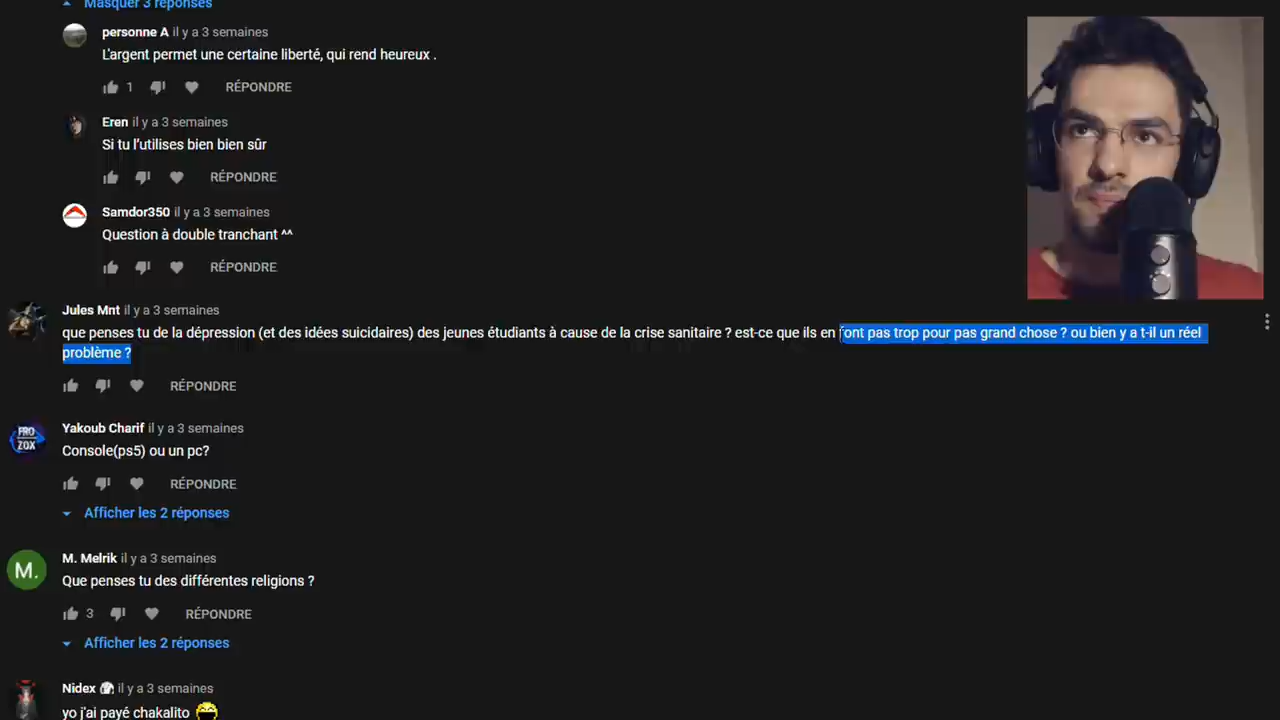 Masquer 3 réponses
personne A il y a 3 semaines
L'argent permet une certaine liberté, qui rend heureux .
1 RÉPONDRE
Eren il y a 3 semaines
Si tu l'utilises bien bien sûr
RÉPONDRE
Samdor350 il y a 3 semaines
Question à double tranchant ^^
RÉPONDRE
Jules Mnt il y a 3 semaines
que penses tu de la dépression (et des idées suicidaires) des jeunes étudiants à cause de la crise sanitaire ? est-ce que ils en font pas trop pour pas grand chose ? ou bien y a t-il un réel
problème ?
RÉPONDRE
PRO
ZOX
Yakoub Charif il y a 3 semaines
Console(ps5) ou un pc?
RÉPONDRE
Afficher les 2 réponses
M.
M. Melrik il y a 3 semaines
Que penses tu des différentes religions ?
3 RÉPONDRE
Afficher les 2 réponses
Nidex il y a 3 semaines
yo j'ai payé chakalito